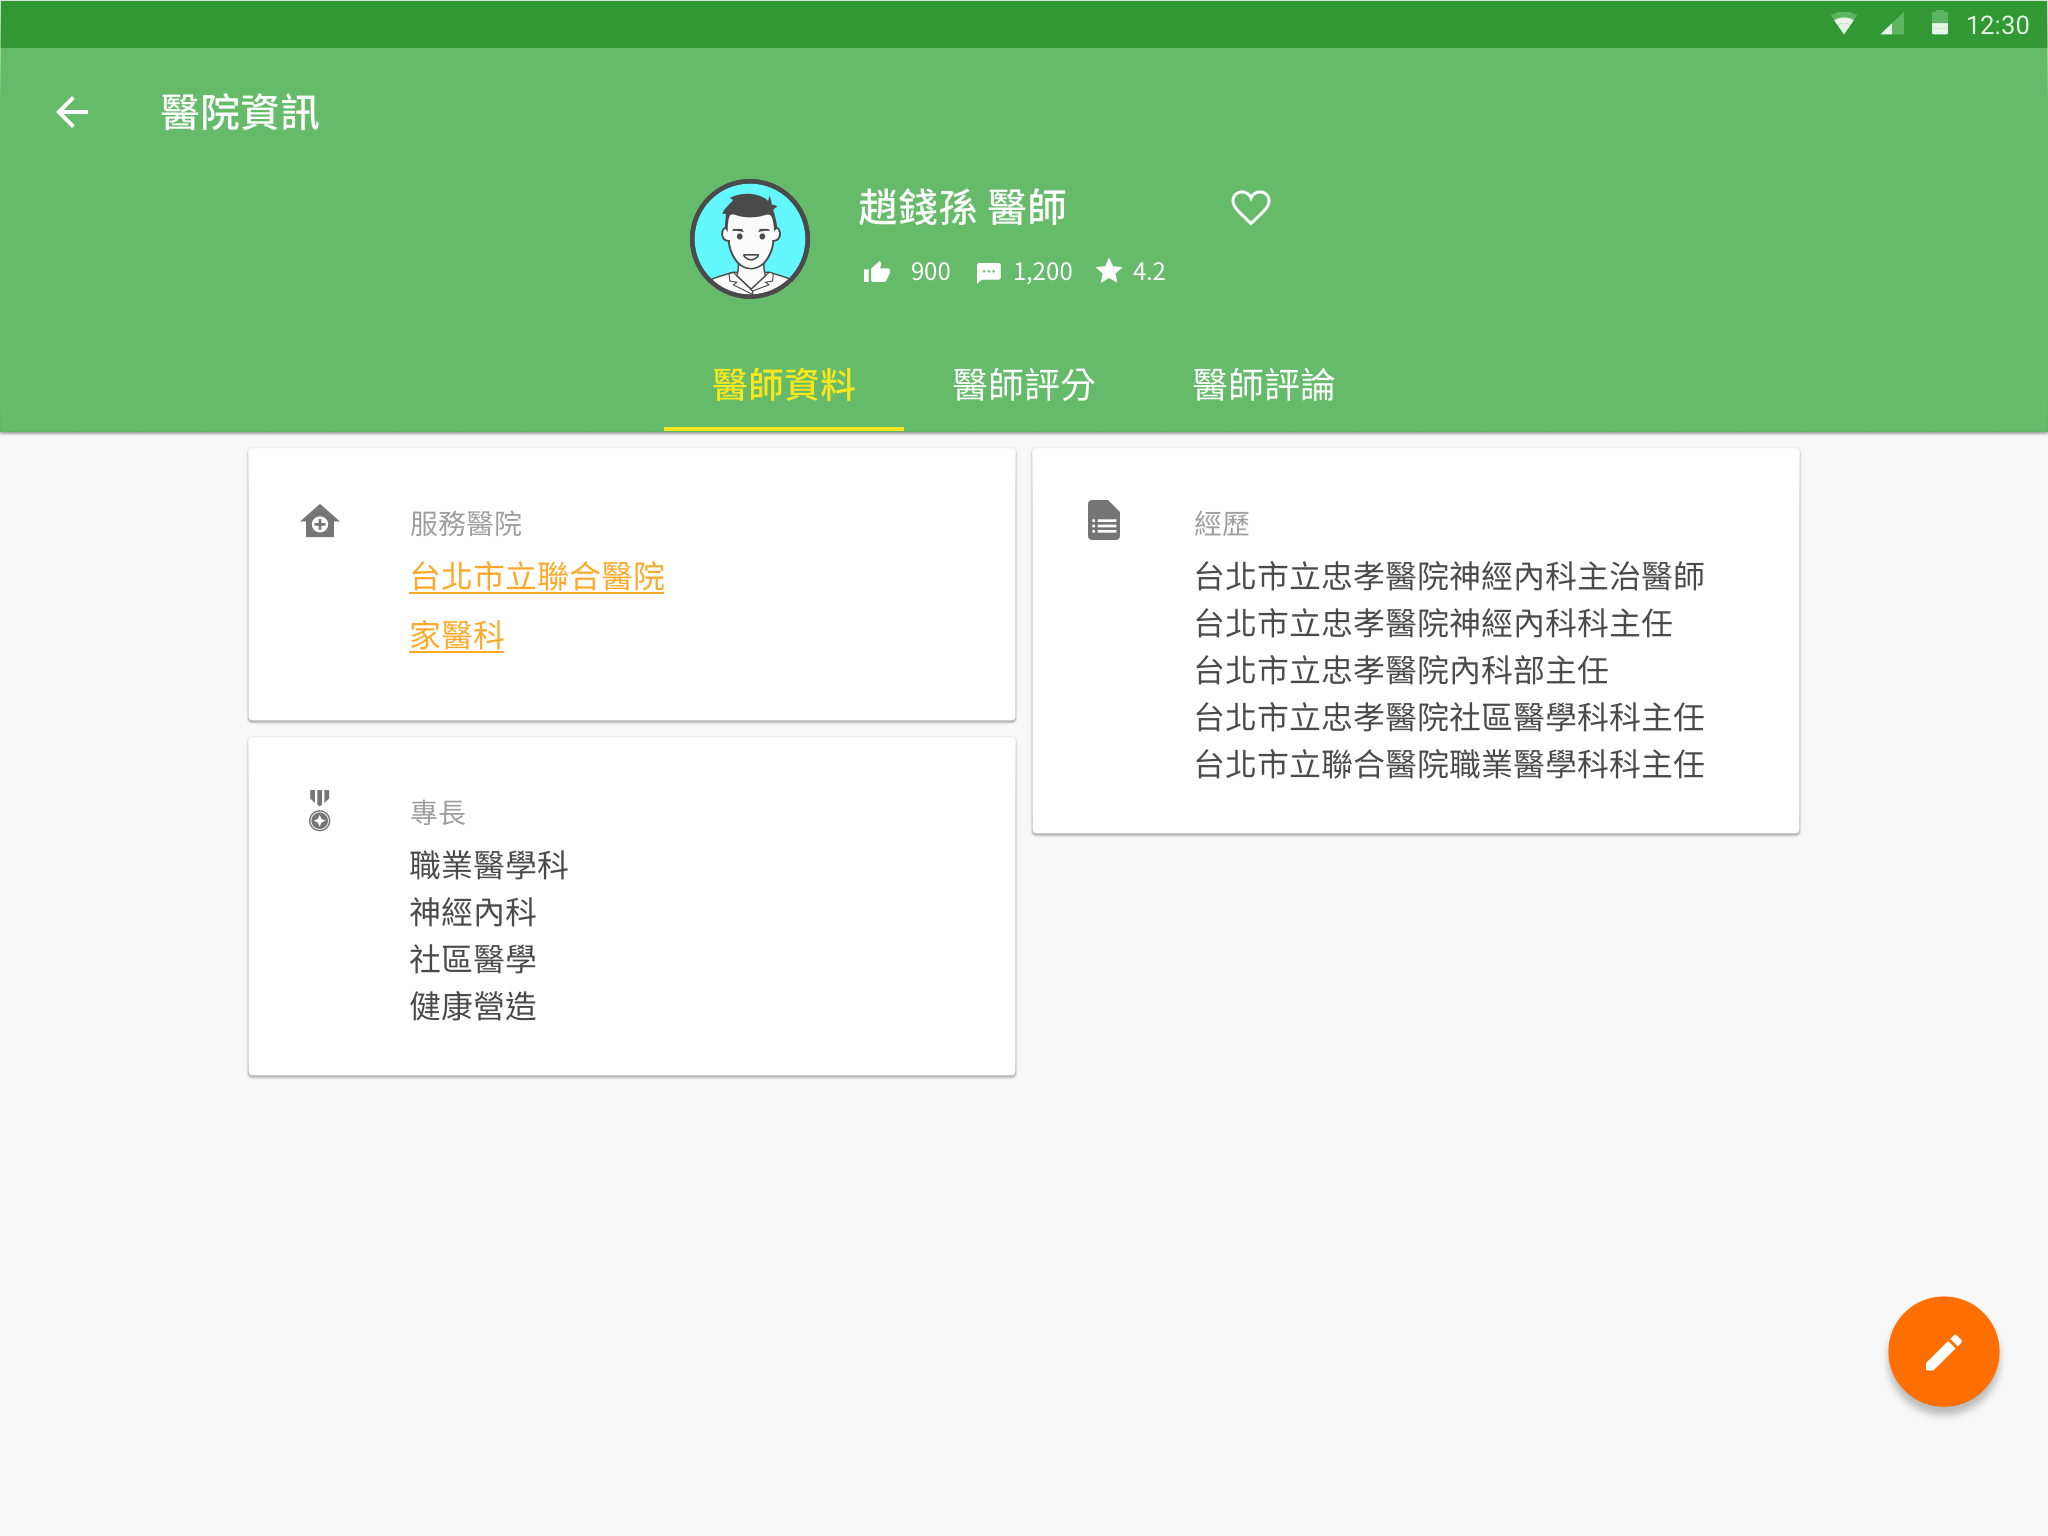 12:30
醫院資訊
趙錢孫 醫師
900 1,200 4.2
醫師資料 醫師評分 醫師評論
服務醫院
台北市立聯合醫院
家醫科
專長
職業醫學科
神經內科
社區醫學
健康營造
經歷
台北市立忠孝醫院神經內科主治醫師
台北市立忠孝醫院神經內科科主任
台北市立忠孝醫院內科部主任
台北市立忠孝醫院社區醫學科科主任
台北市立聯合醫院職業醫學科科主任